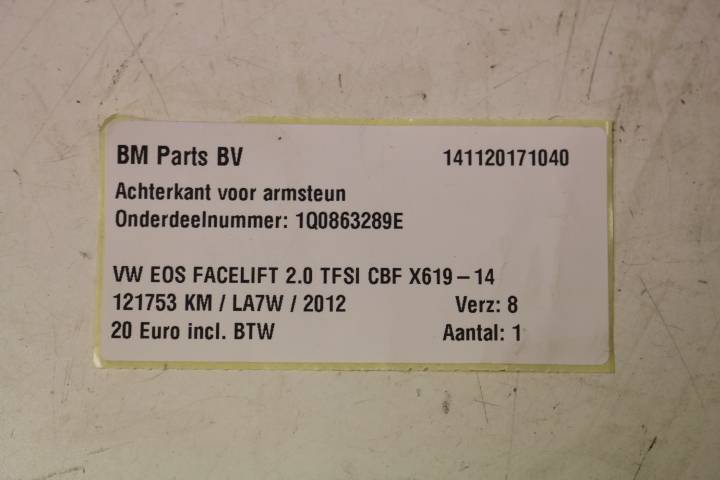 BM Parts BV 141120171040
Achterkant voor armsteun
Onderdeelnummer: 1Q0863289E
VW EOS FACELIFT 2.0 TFSI CBF X619-14
121753 KM / LA7W / 2012 Verz: 8
20 Euro incl. BTW Aantal: 1